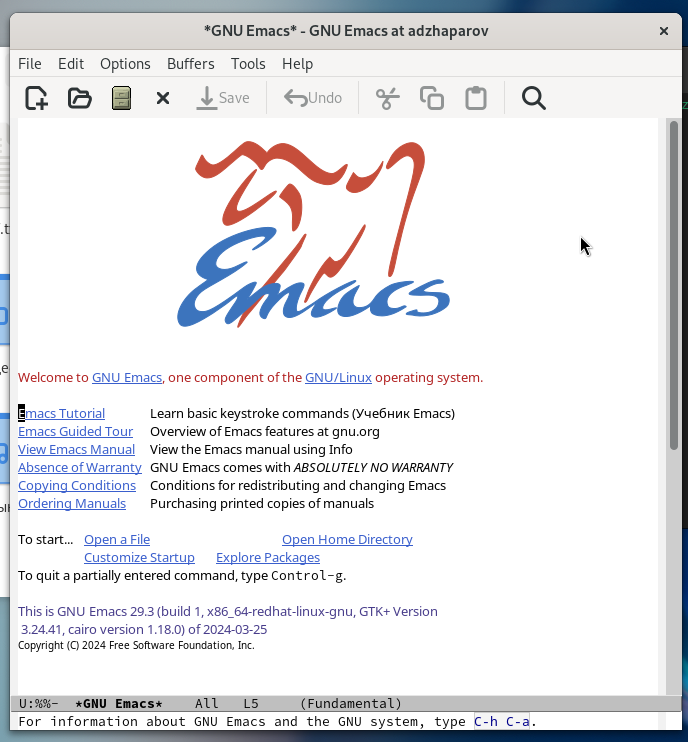 *GNU Emacs* - GNU Emacs at adzhaparov
File Edit Options Buffers Tools Help
Save Undo
Emacs
Welcome to GNU Emacs, one component of the GNU/Linux operating system.
Emacs Tutorial Learn basic keystroke commands (Учебник Emacs)
Emacs Guided Tour Overview of Emacs features at gnu.org
View Emacs Manual View the Emacs manual using Info
Absence of Warranty GNU Emacs comes with ABSOLUTELY NO WARRANTY
Copying Conditions Conditions for redistributing and changing Emacs
Ordering Manuals Purchasing printed copies of manuals
To start... Open a File Open Home Directory
Customize Startup Explore Packages
To quit a partially entered command, type Control-g.
This is GNU Emacs 29.3 (build 1, x86_64-redhat-linux-gnu, GTK+ Version
3.24.41, cairo version 1.18.0) of 2024-03-25
Copyright (C) 2024 Free Software Foundation, Inc.
U:%%- *GNU Emacs* All L5 (Fundamental)
For information about GNU Emacs and the GNU system, type C-h C-a.